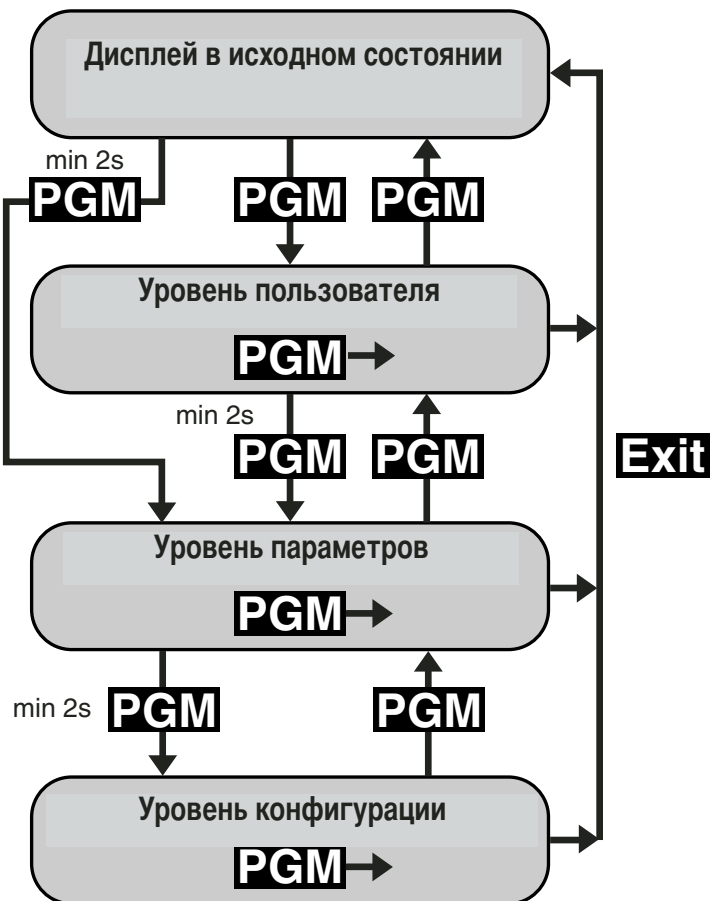 Дисплей в исходном состоянии
min 2s
PGM PGM PGM
Уровень пользователя
PGM
min 2s
PGM PGM
Exit
Уровень параметров
PGM
min 2s PGM PGM
Уровень конфигурации
PGM